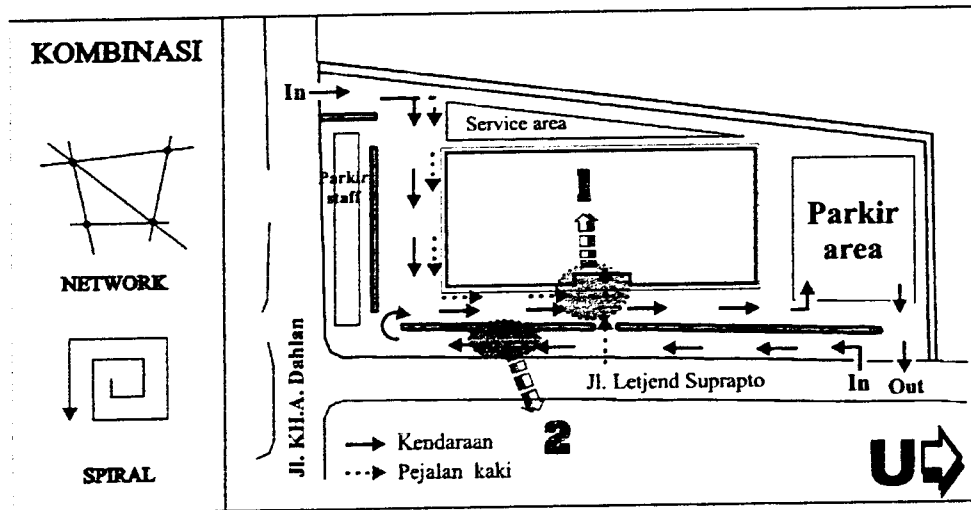 KOMBINASI
NETWORK
SPIRAL
In
Service area
Parkir
staff
Parkir
area
Jl. KH.A. Dahlan
Jl. Letjend Suprapto
In
Out
Kendaraan
Pejalan kaki
2
U